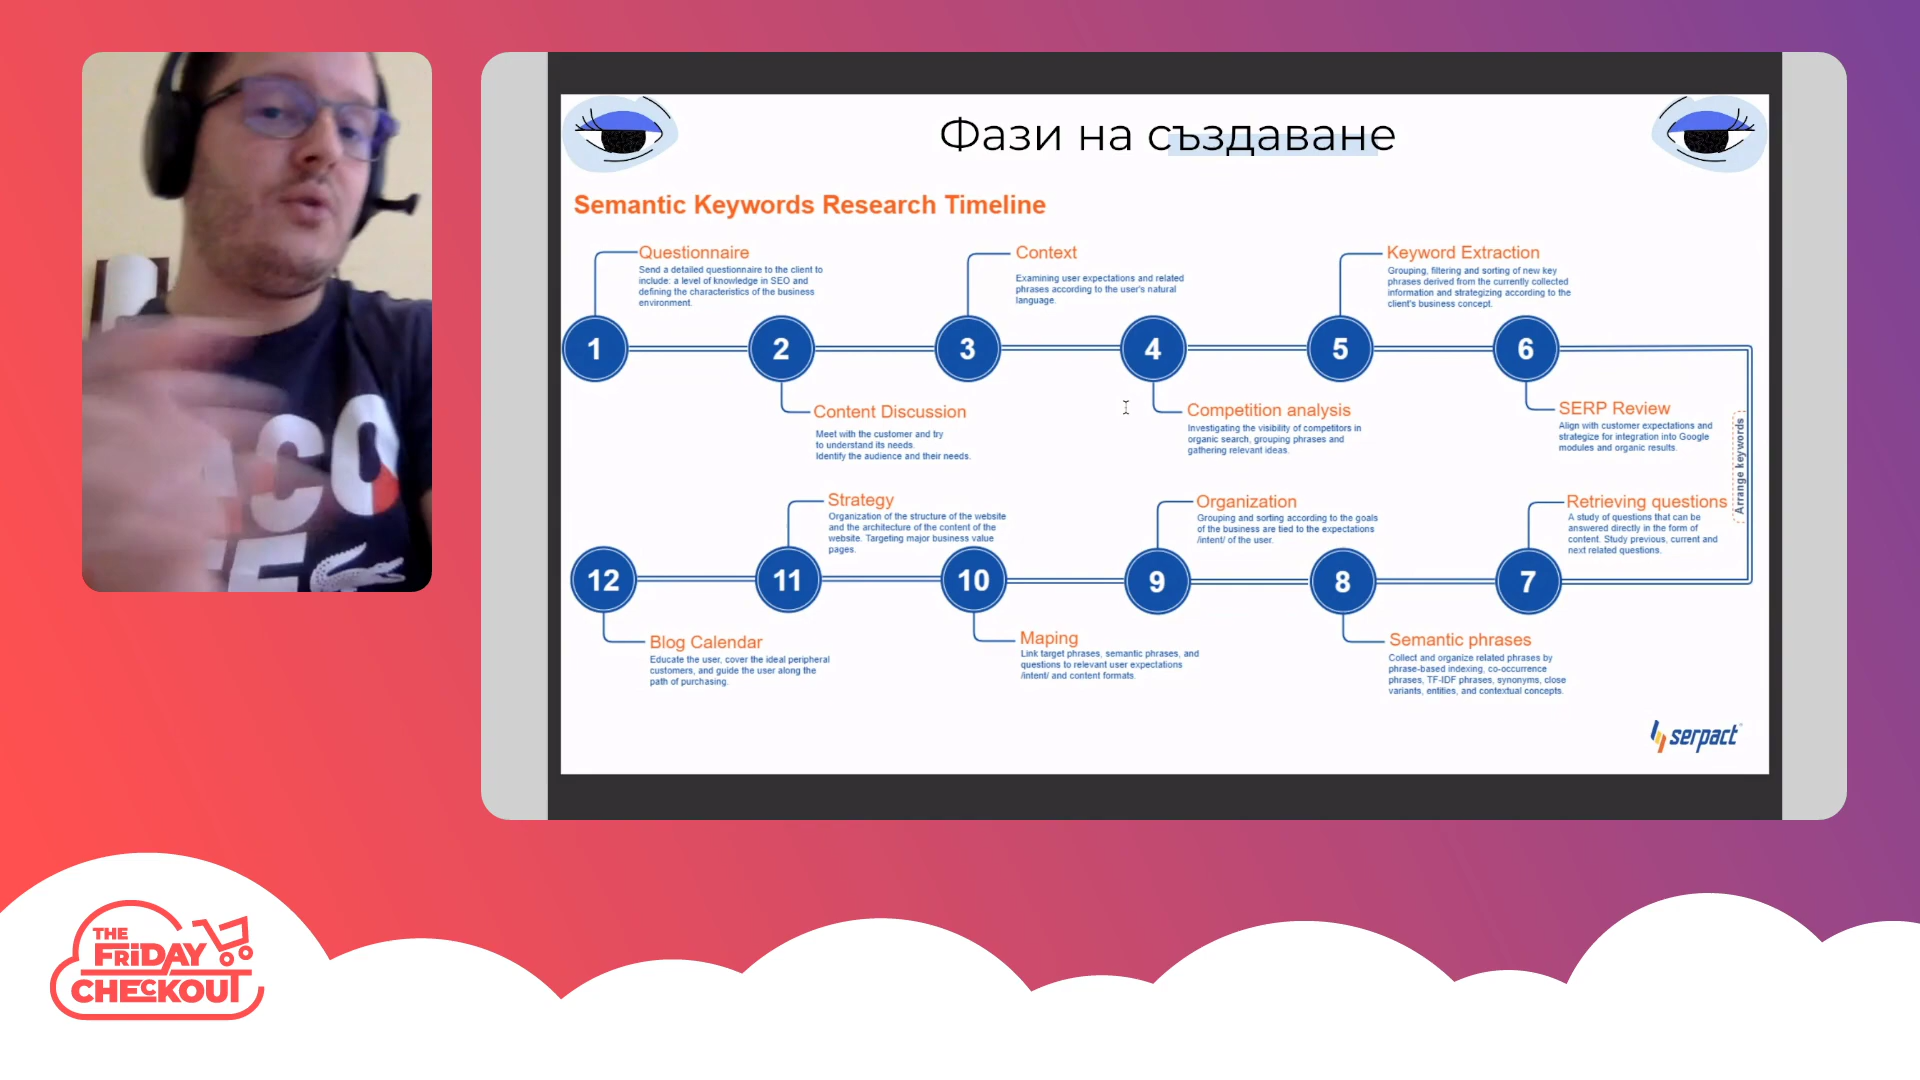 Фази на създаване
Semantic Keywords Research Timeline
Questionnaire
Send a detailed questionnaire to the client to
include: a level of knowledge in SEO and
defining the characteristics of the business
environment.
Context
Examining user expectations and related
phrases according to the user's natural
language.
Keyword Extraction
Grouping, filtering and sorting of new key
phrases derived from the currently collected
information and strategizing according to the
client's business concept.
1
2
3
4
5
6
Content Discussion
Meet with the customer and try
to understand its needs.
Identify the audience and their needs.
Competition analysis
Investigating the visibility of competitors in
organic search, grouping phrases and
gathering relevant ideas.
SERP Review
Align with customer expectations and
strategize for integration into Google
modules and organic results.
Arrange keywords
Strategy
Organization of the structure of the website
and the architecture of the content of the
website. Targeting major business value
pages.
Organization
Grouping and sorting according to the goals
of the business are tied to the expectations
/intent/ of the user.
Retrieving questions
A study of questions that can be
answered directly in the form of
content. Study previous, current and
next related questions.
12
11
10
9
8
7
Blog Calendar
Educate the user, cover the ideal peripheral
customers, and guide the user along the
path of purchasing.
Maping
Link target phrases, semantic phrases, and
questions to relevant user expectations
/intent/ and content formats.
Semantic phrases
Collect and organize related phrases by
phrase-based indexing, co-occurrence
phrases, TF-IDF phrases, synonyms, close
variants, entities, and contextual concepts.
serpact
THE
FRIDAY
CHECKOUT